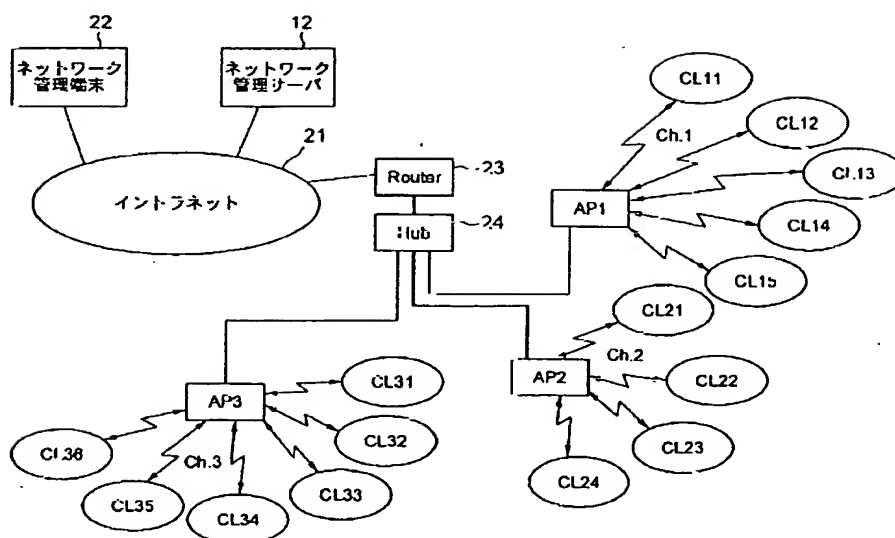 22
12
ネットワーク
管理端末
ネットワーク
管理サーバ
21
イントラネット
Router
23
Hub
24
CL11
Ch.1
CL12
CL13
AP1
CL14
CL15
CL21
Ch.2
AP2
CL22
CL23
CL24
AP3
CL31
CL32
CL33
CL34
CL35
CL36
Ch.3